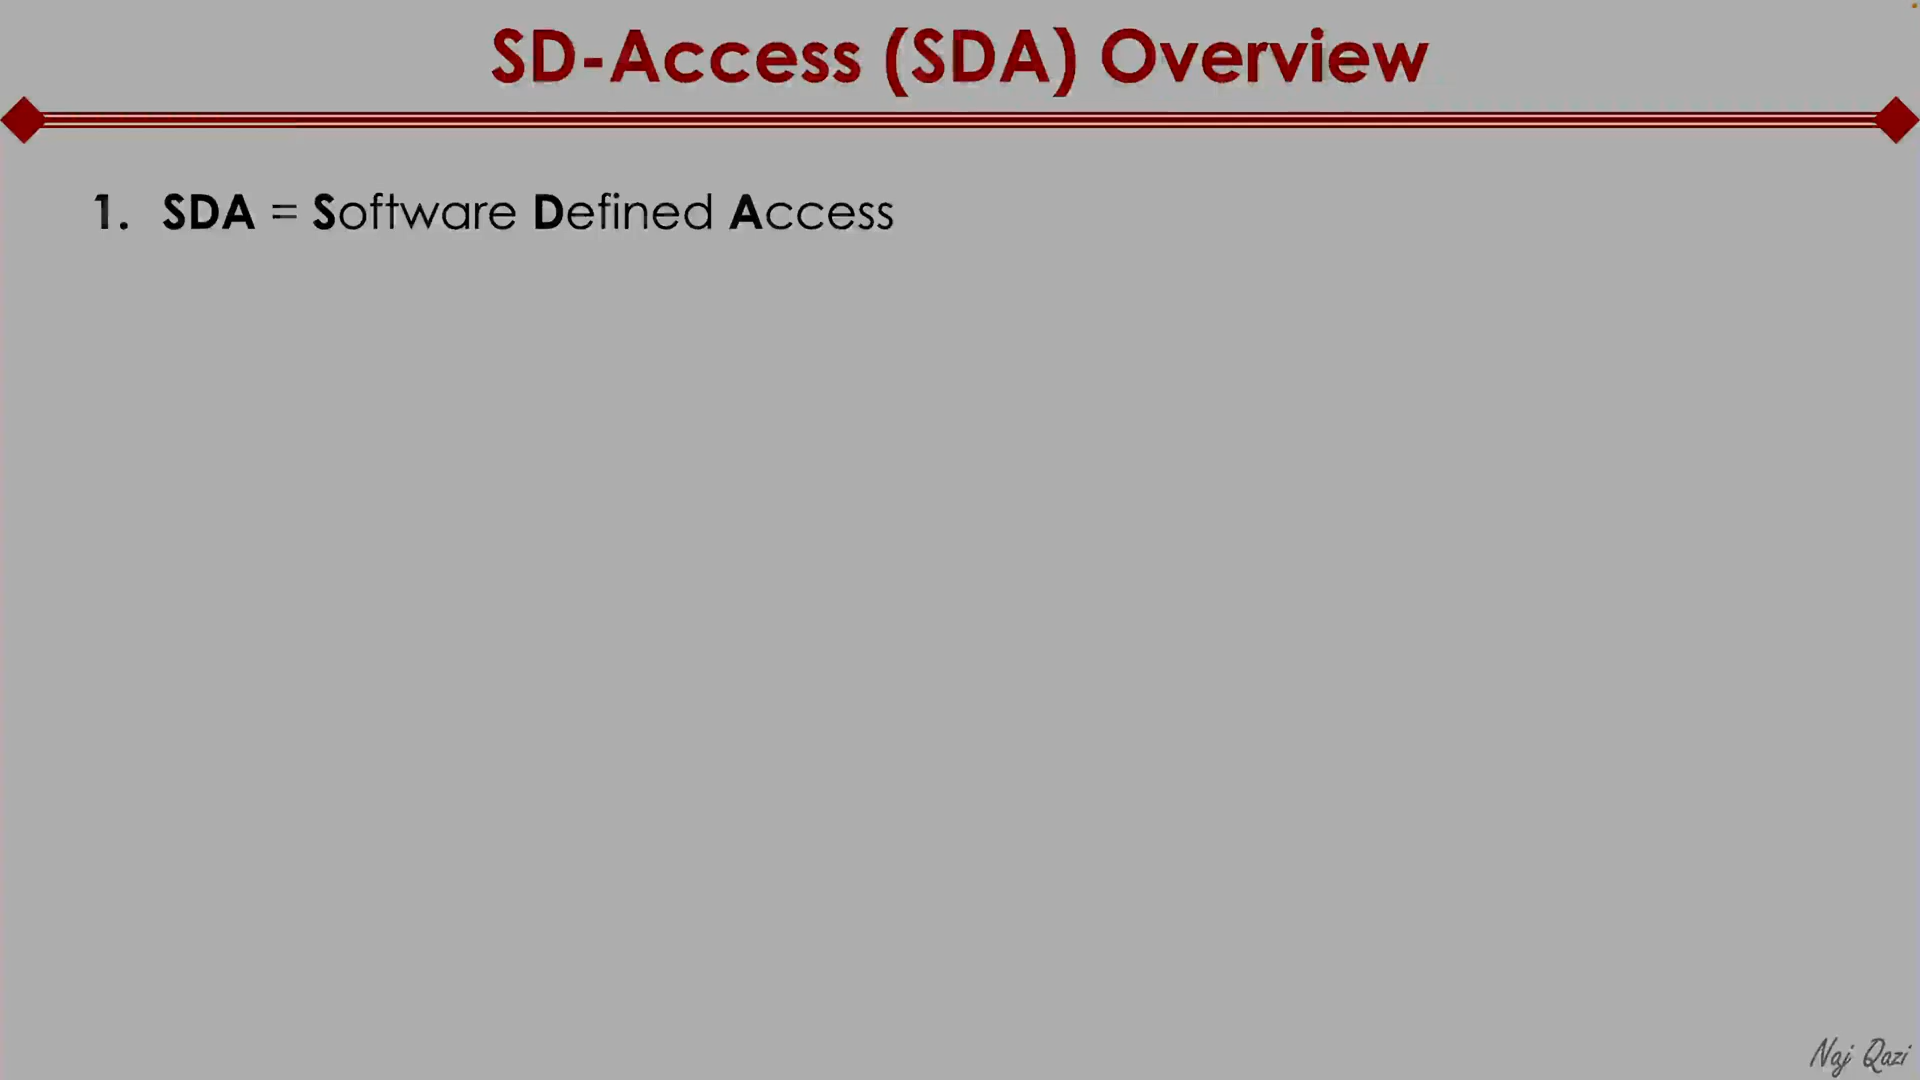 SD-Access (SDA) Overview
1. SDA = Software Defined Access
Naj Qazi